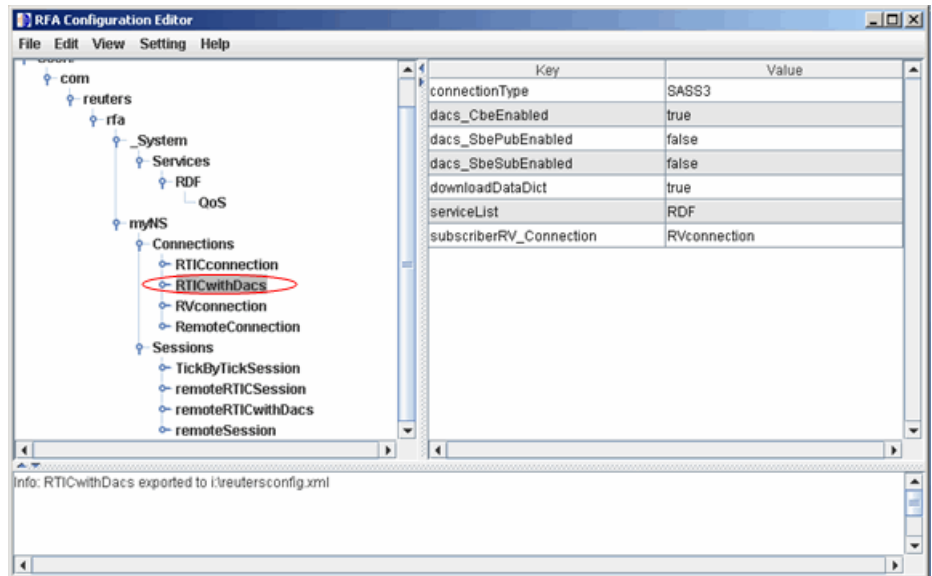 RFA Configuration Editor
File Edit View Setting Help
com
reuters
rfa
_System
Services
RDF
QoS
myNS
Connections
RTICconnection
RTICwithDacs
RVconnection
RemoteConnection
Sessions
TickByTickSession
remoteRTICSession
remoteRTICwithDacs
remoteSession
Key Value
connectionType SASS3
dacs_CbeEnabled true
dacs_SbePubEnabled false
dacs_SbeSubEnabled false
downloadDataDict true
serviceList RDF
subscriberRV_Connection RVconnection
Info: RTICwithDacs exported to i:\reutersconfig.xml